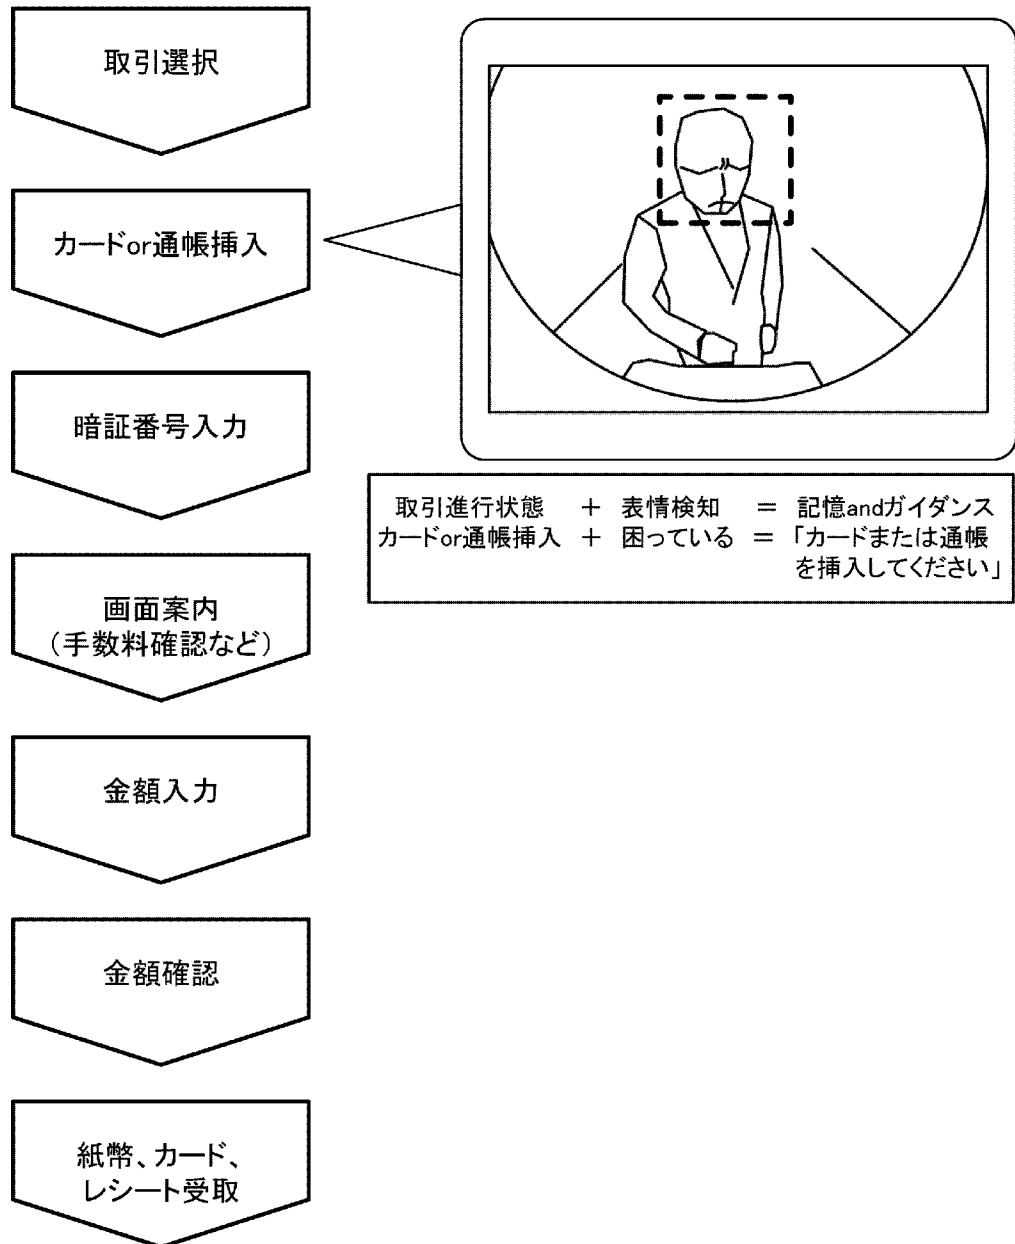 取引選択
カードor通帳挿入
暗証番号入力
画面案内
(手数料確認など)
金額入力
金額確認
紙幣、カード、
レシート受取
取引進行状態 + 表情検知 = 記憶andガイダンス
カードor通帳挿入 + 困っている = 「カードまたは通帳
を挿入してください」